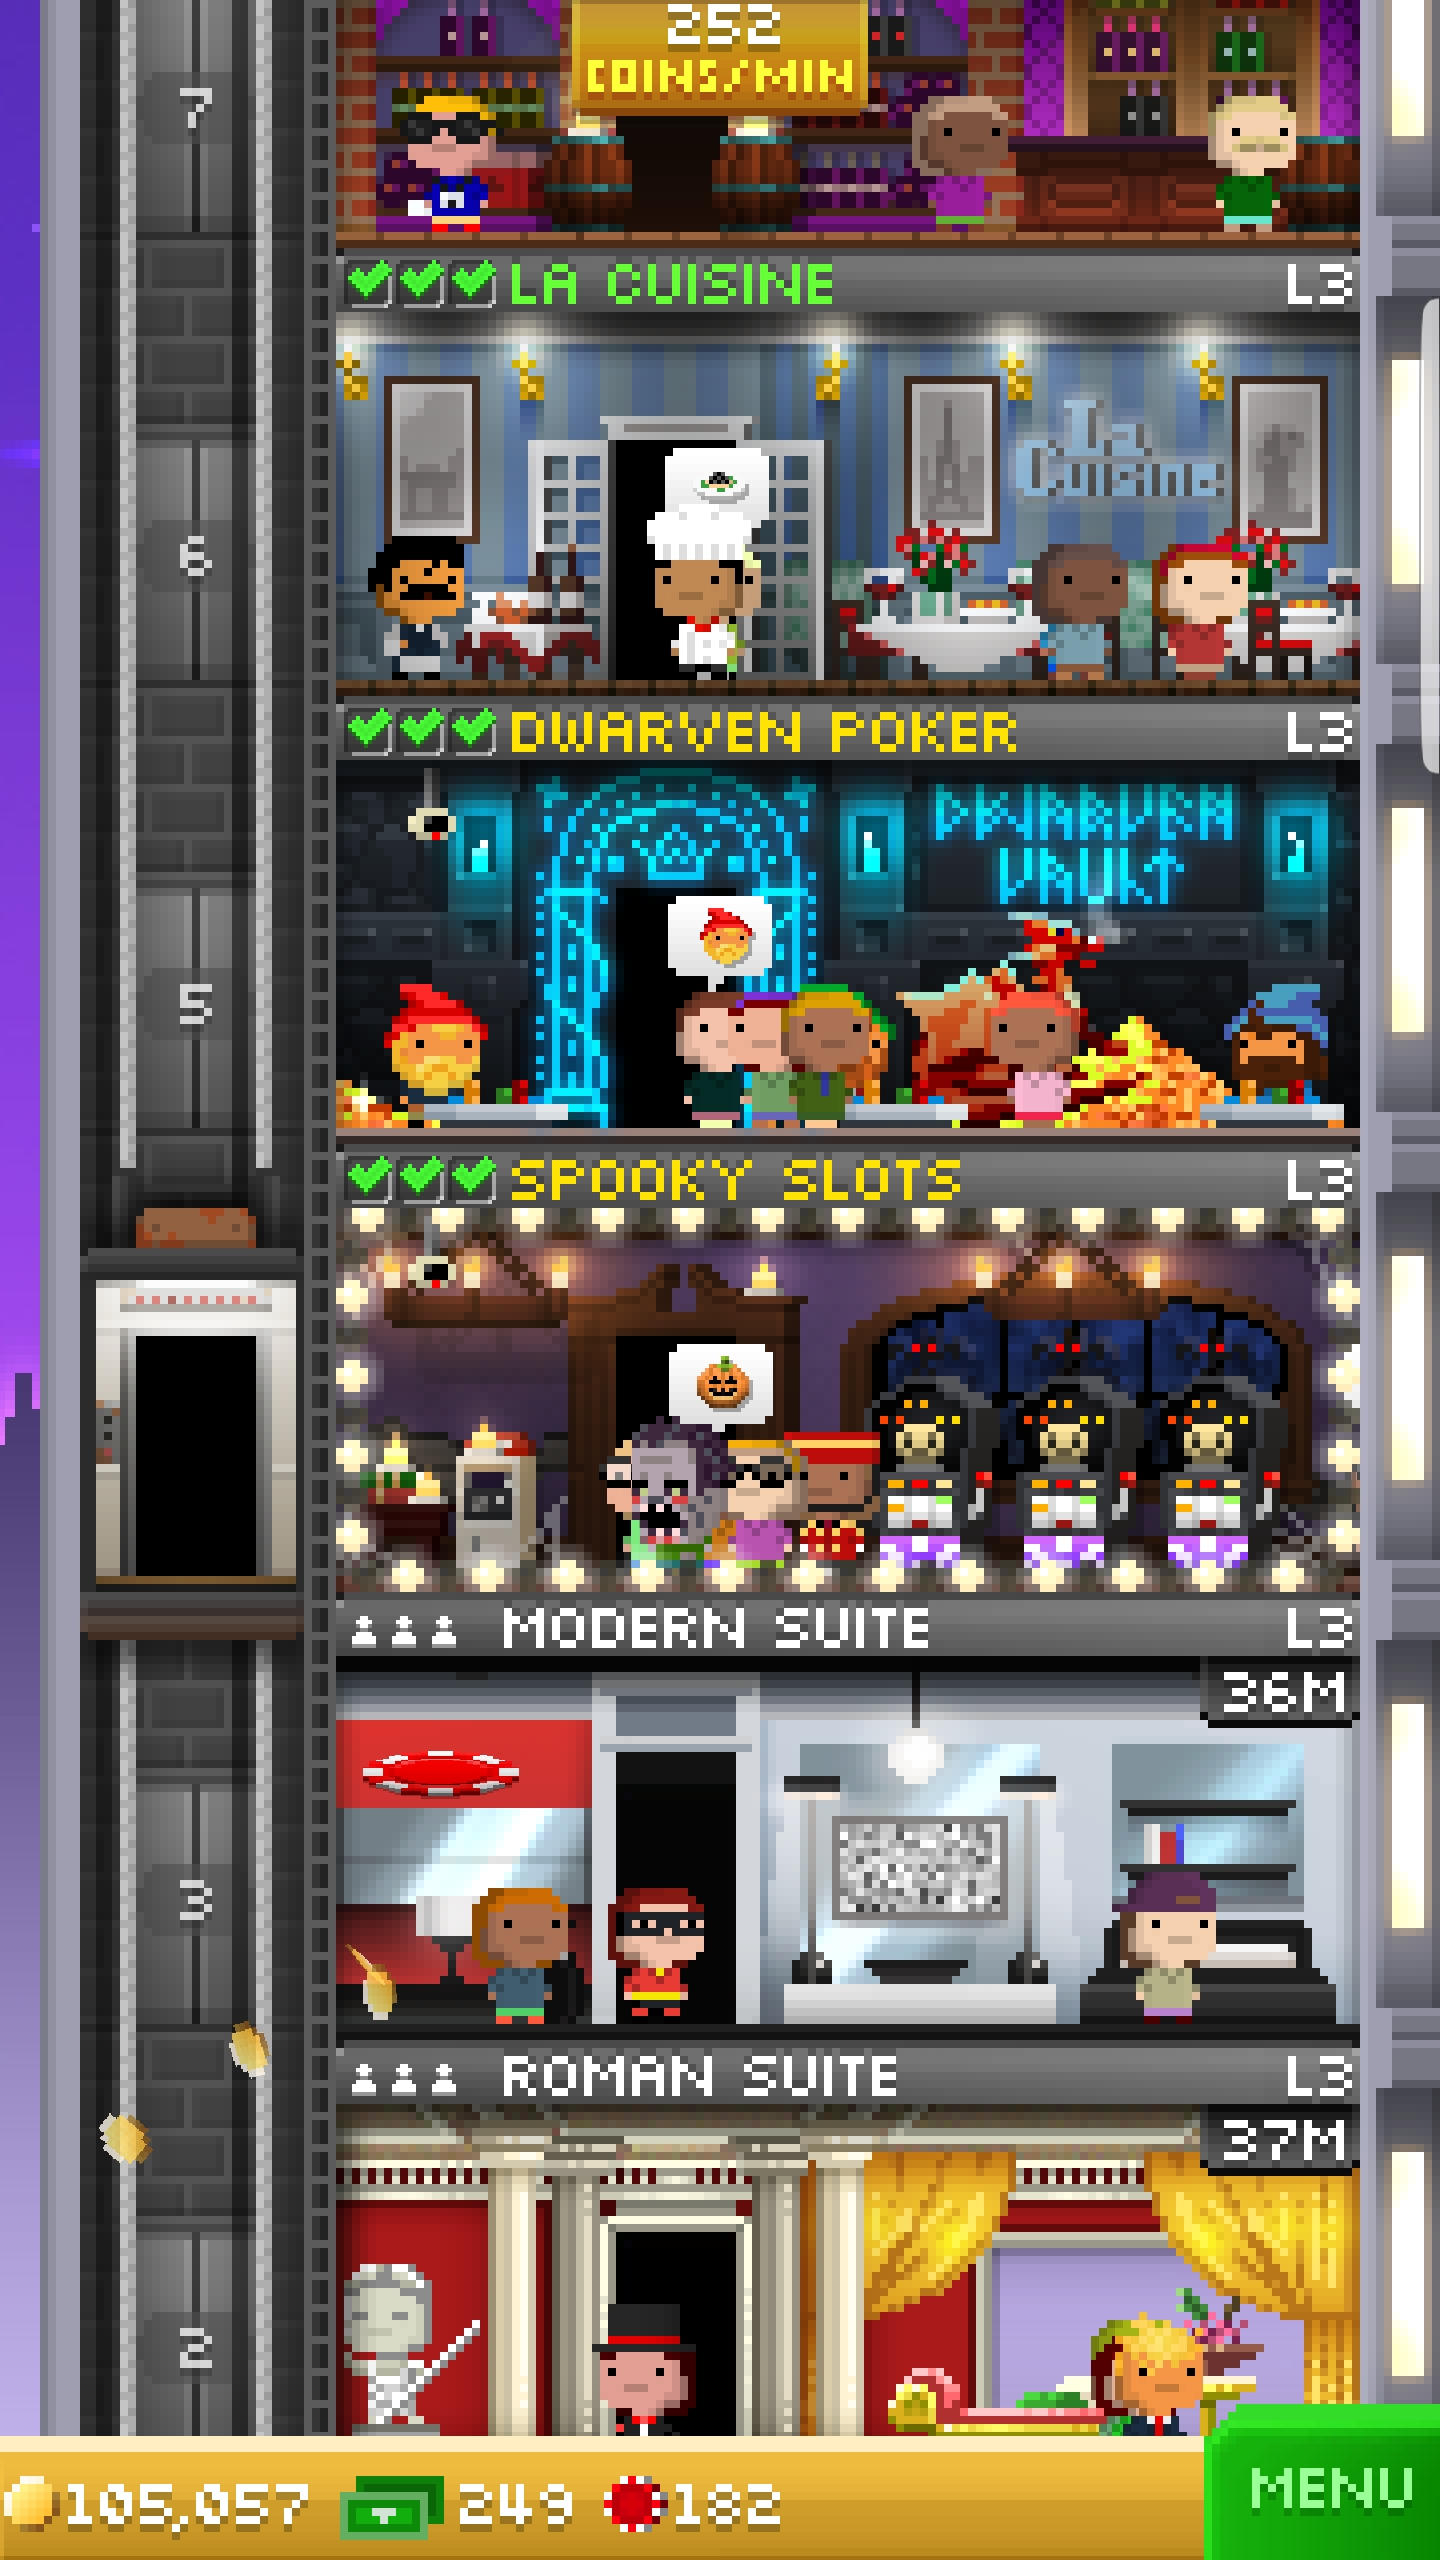 252
COINS/MIN
7
LA CUISINE L3
La
Cuisine
6
DWARVEN POKER L3
DWARVEN
VAULT
5
SPOOKY SLOTS L3
MODERN SUITE L3
36M
3
ROMAN SUITE L3
37M
2
105,057 249 182
MENU